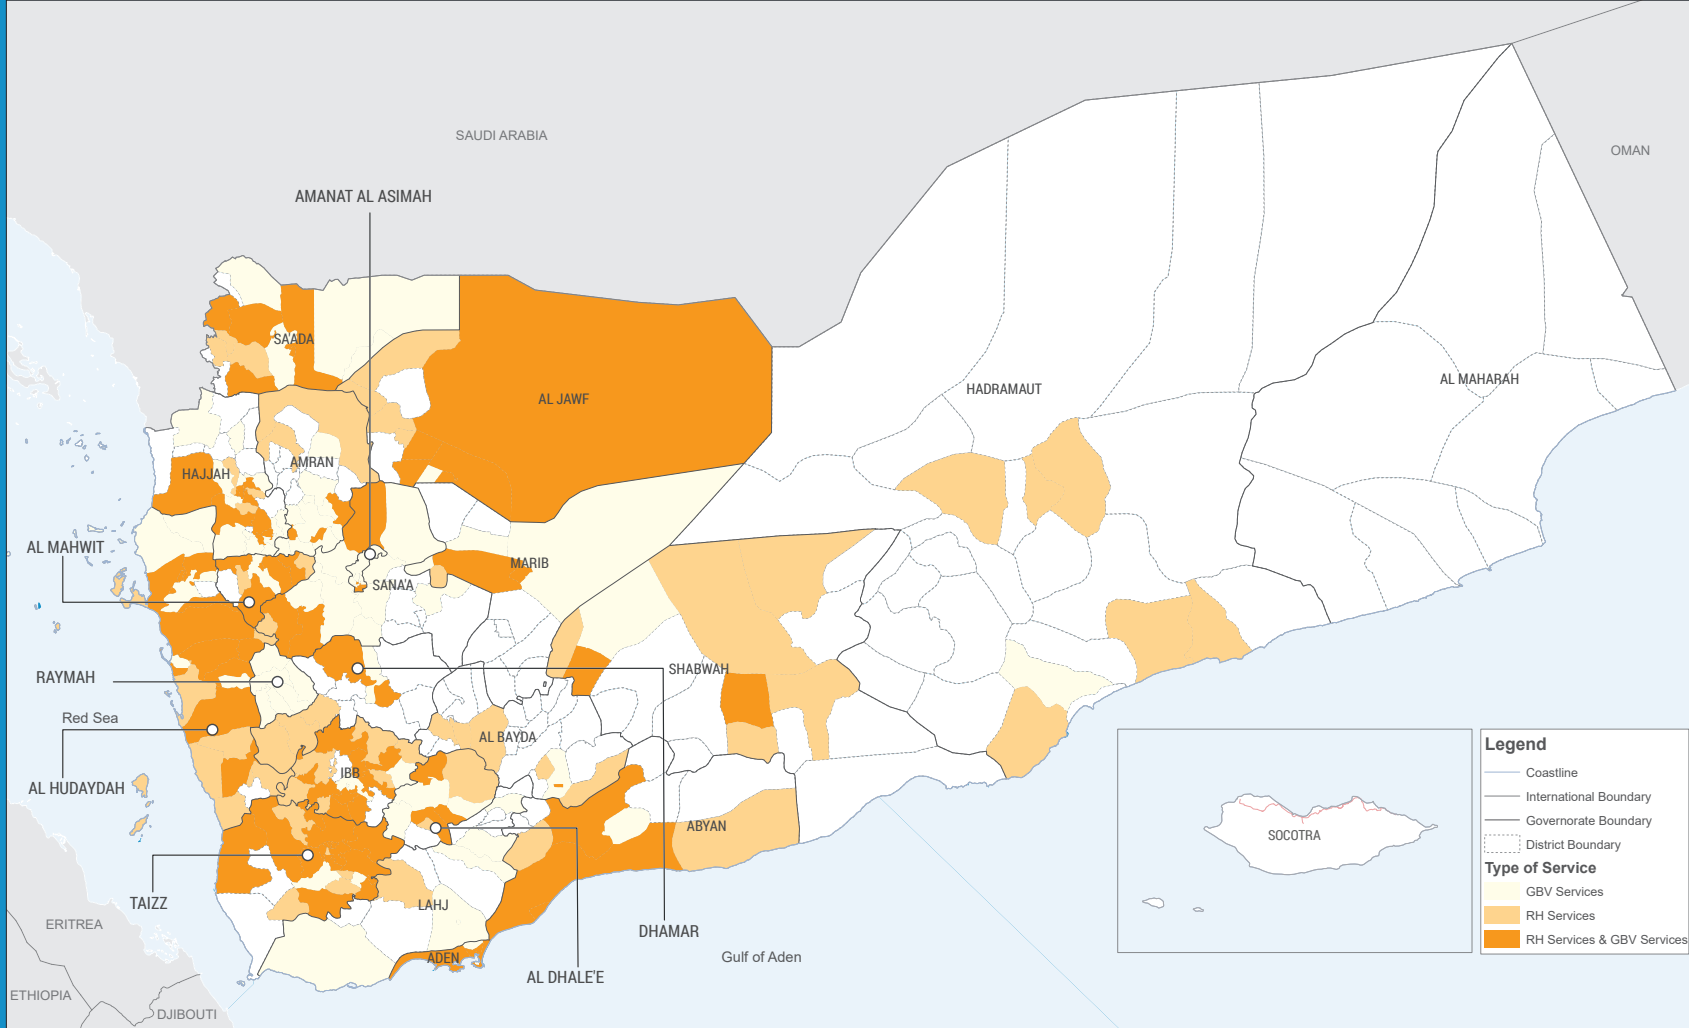 SAUDI ARABIA
OMAN
AMANAT AL ASIMAH
SAADA
AL JAWF
HADRAMAUT
AL MAHARAH
HAJJAH
AMRAN
AL MAHWIT
MARIB
SANA'A
RAYMAH
SHABWAH
Red Sea
AL BAYDA
AL HUDAYDAH
IBB
ABYAN
TAIZZ
LAHJ
DHAMAR
ERITREA
ADEN
Gulf of Aden
AL DHALE'E
ETHIOPIA
DJIBOUTI
SOCOTRA
Legend
Coastline
International Boundary
Governorate Boundary
District Boundary
Type of Service
GBV Services
RH Services
RH Services & GBV Services